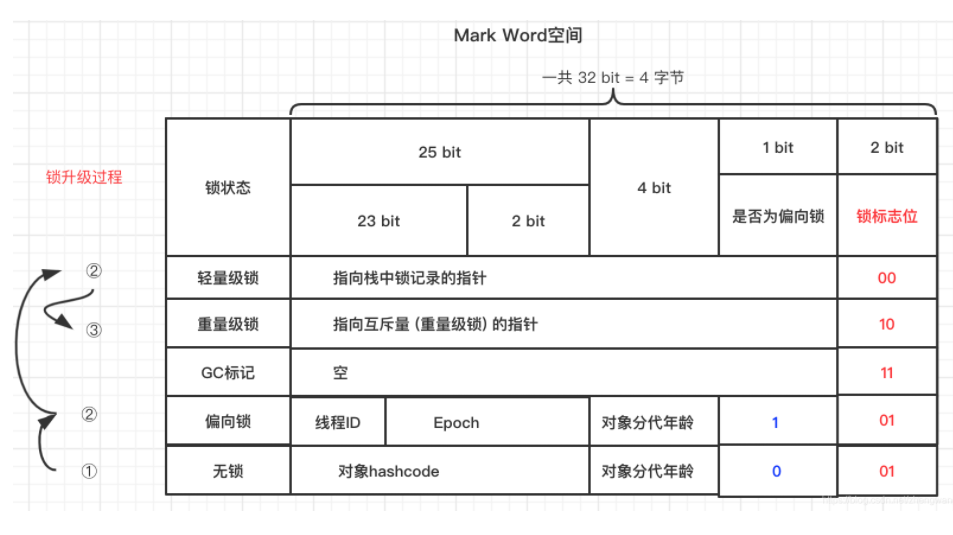 Mark Word空间
一共 32 bit = 4 字节
锁升级过程
锁状态
25 bit
4 bit
1 bit
2 bit
23 bit
2 bit
是否为偏向锁
锁标志位
② 轻量级锁 指向栈中锁记录的指针 00
③ 重量级锁 指向互斥量 (重量级锁) 的指针 10
GC标记 空 11
② 偏向锁 线程ID Epoch 对象分代年龄 1 01
① 无锁 对象hashcode 对象分代年龄 0 01